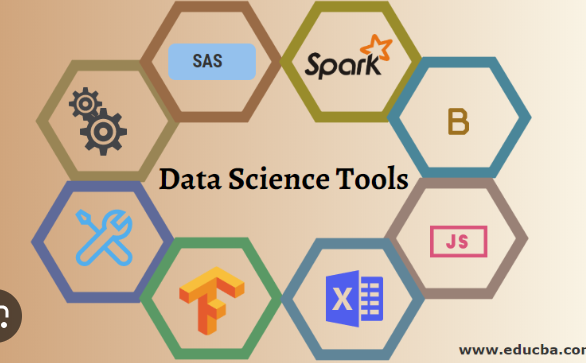 SAS
Spark
B
Data Science Tools
JS
X
www.educba.com